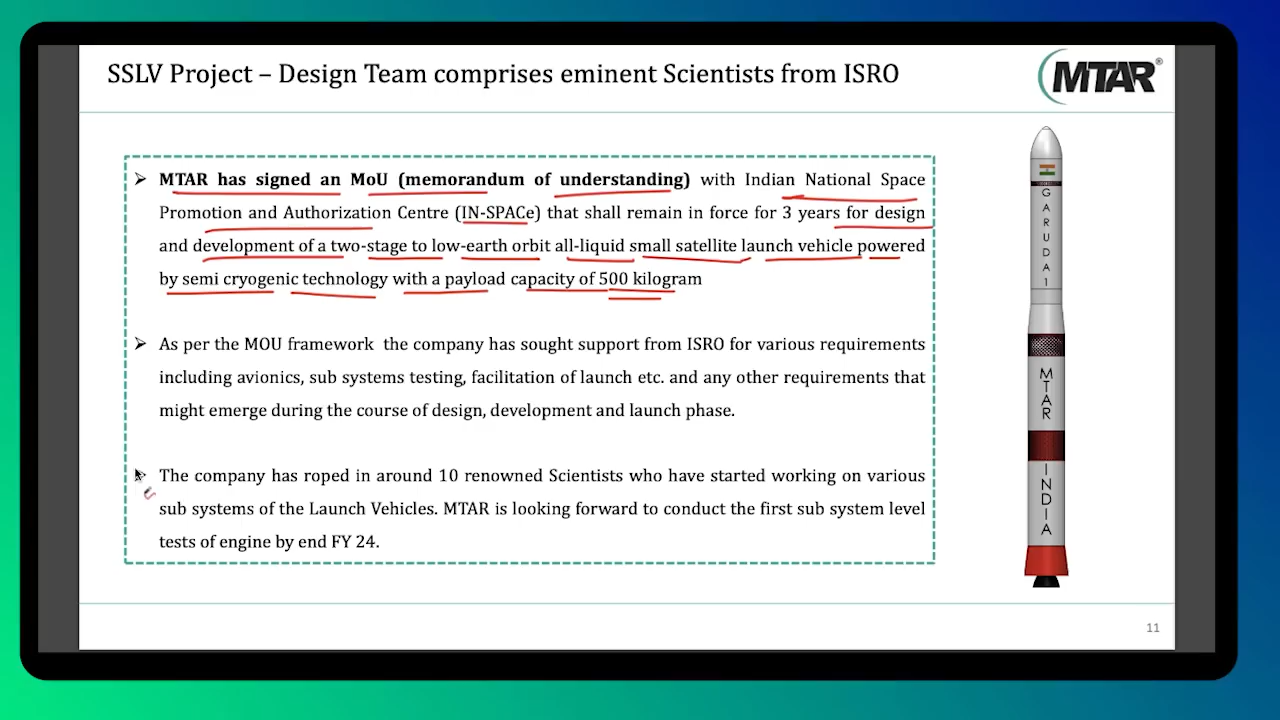 SSLV Project – Design Team comprises eminent Scientists from ISRO
MTAR®
➢ MTAR has signed an MoU (memorandum of understanding) with Indian National Space
Promotion and Authorization Centre (IN-SPACe) that shall remain in force for 3 years for design
and development of a two-stage to low-earth orbit all-liquid small satellite launch vehicle powered
by semi cryogenic technology with a payload capacity of 500 kilogram
➢ As per the MOU framework the company has sought support from ISRO for various requirements
including avionics, sub systems testing, facilitation of launch etc. and any other requirements that
might emerge during the course of design, development and launch phase.
➢ The company has roped in around 10 renowned Scientists who have started working on various
sub systems of the Launch Vehicles. MTAR is looking forward to conduct the first sub system level
tests of engine by end FY 24.
GARUDA1
MTAR
INDIA
11